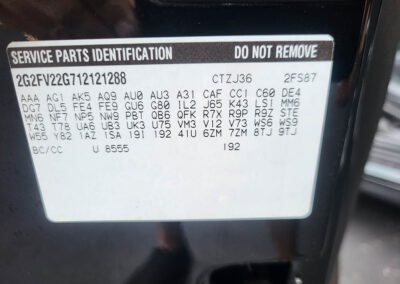 SERVICE PARTS IDENTIFICATION DO NOT REMOVE
2G2FV22G712121288 CTZJ36 2FS87
AAA AG1 AK5 AQ9 AU0 AU3 A31 CAF CC1 C60 DE4
DG7 DL5 FE4 FE9 GU6 G80 IL2 J65 K43 LS1 MM6
MN6 NF7 NP5 NW9 PBT QB6 QFK R7X R9Z STE
T43 T78 UA6 UB3 UK3 U75 VM3 V12 V73 WS6 WS9
W55 Y82 1AZ 1SA 19I 192 41U 6ZM 7ZM 8TJ 9TJ
BC/CC U 8555 192